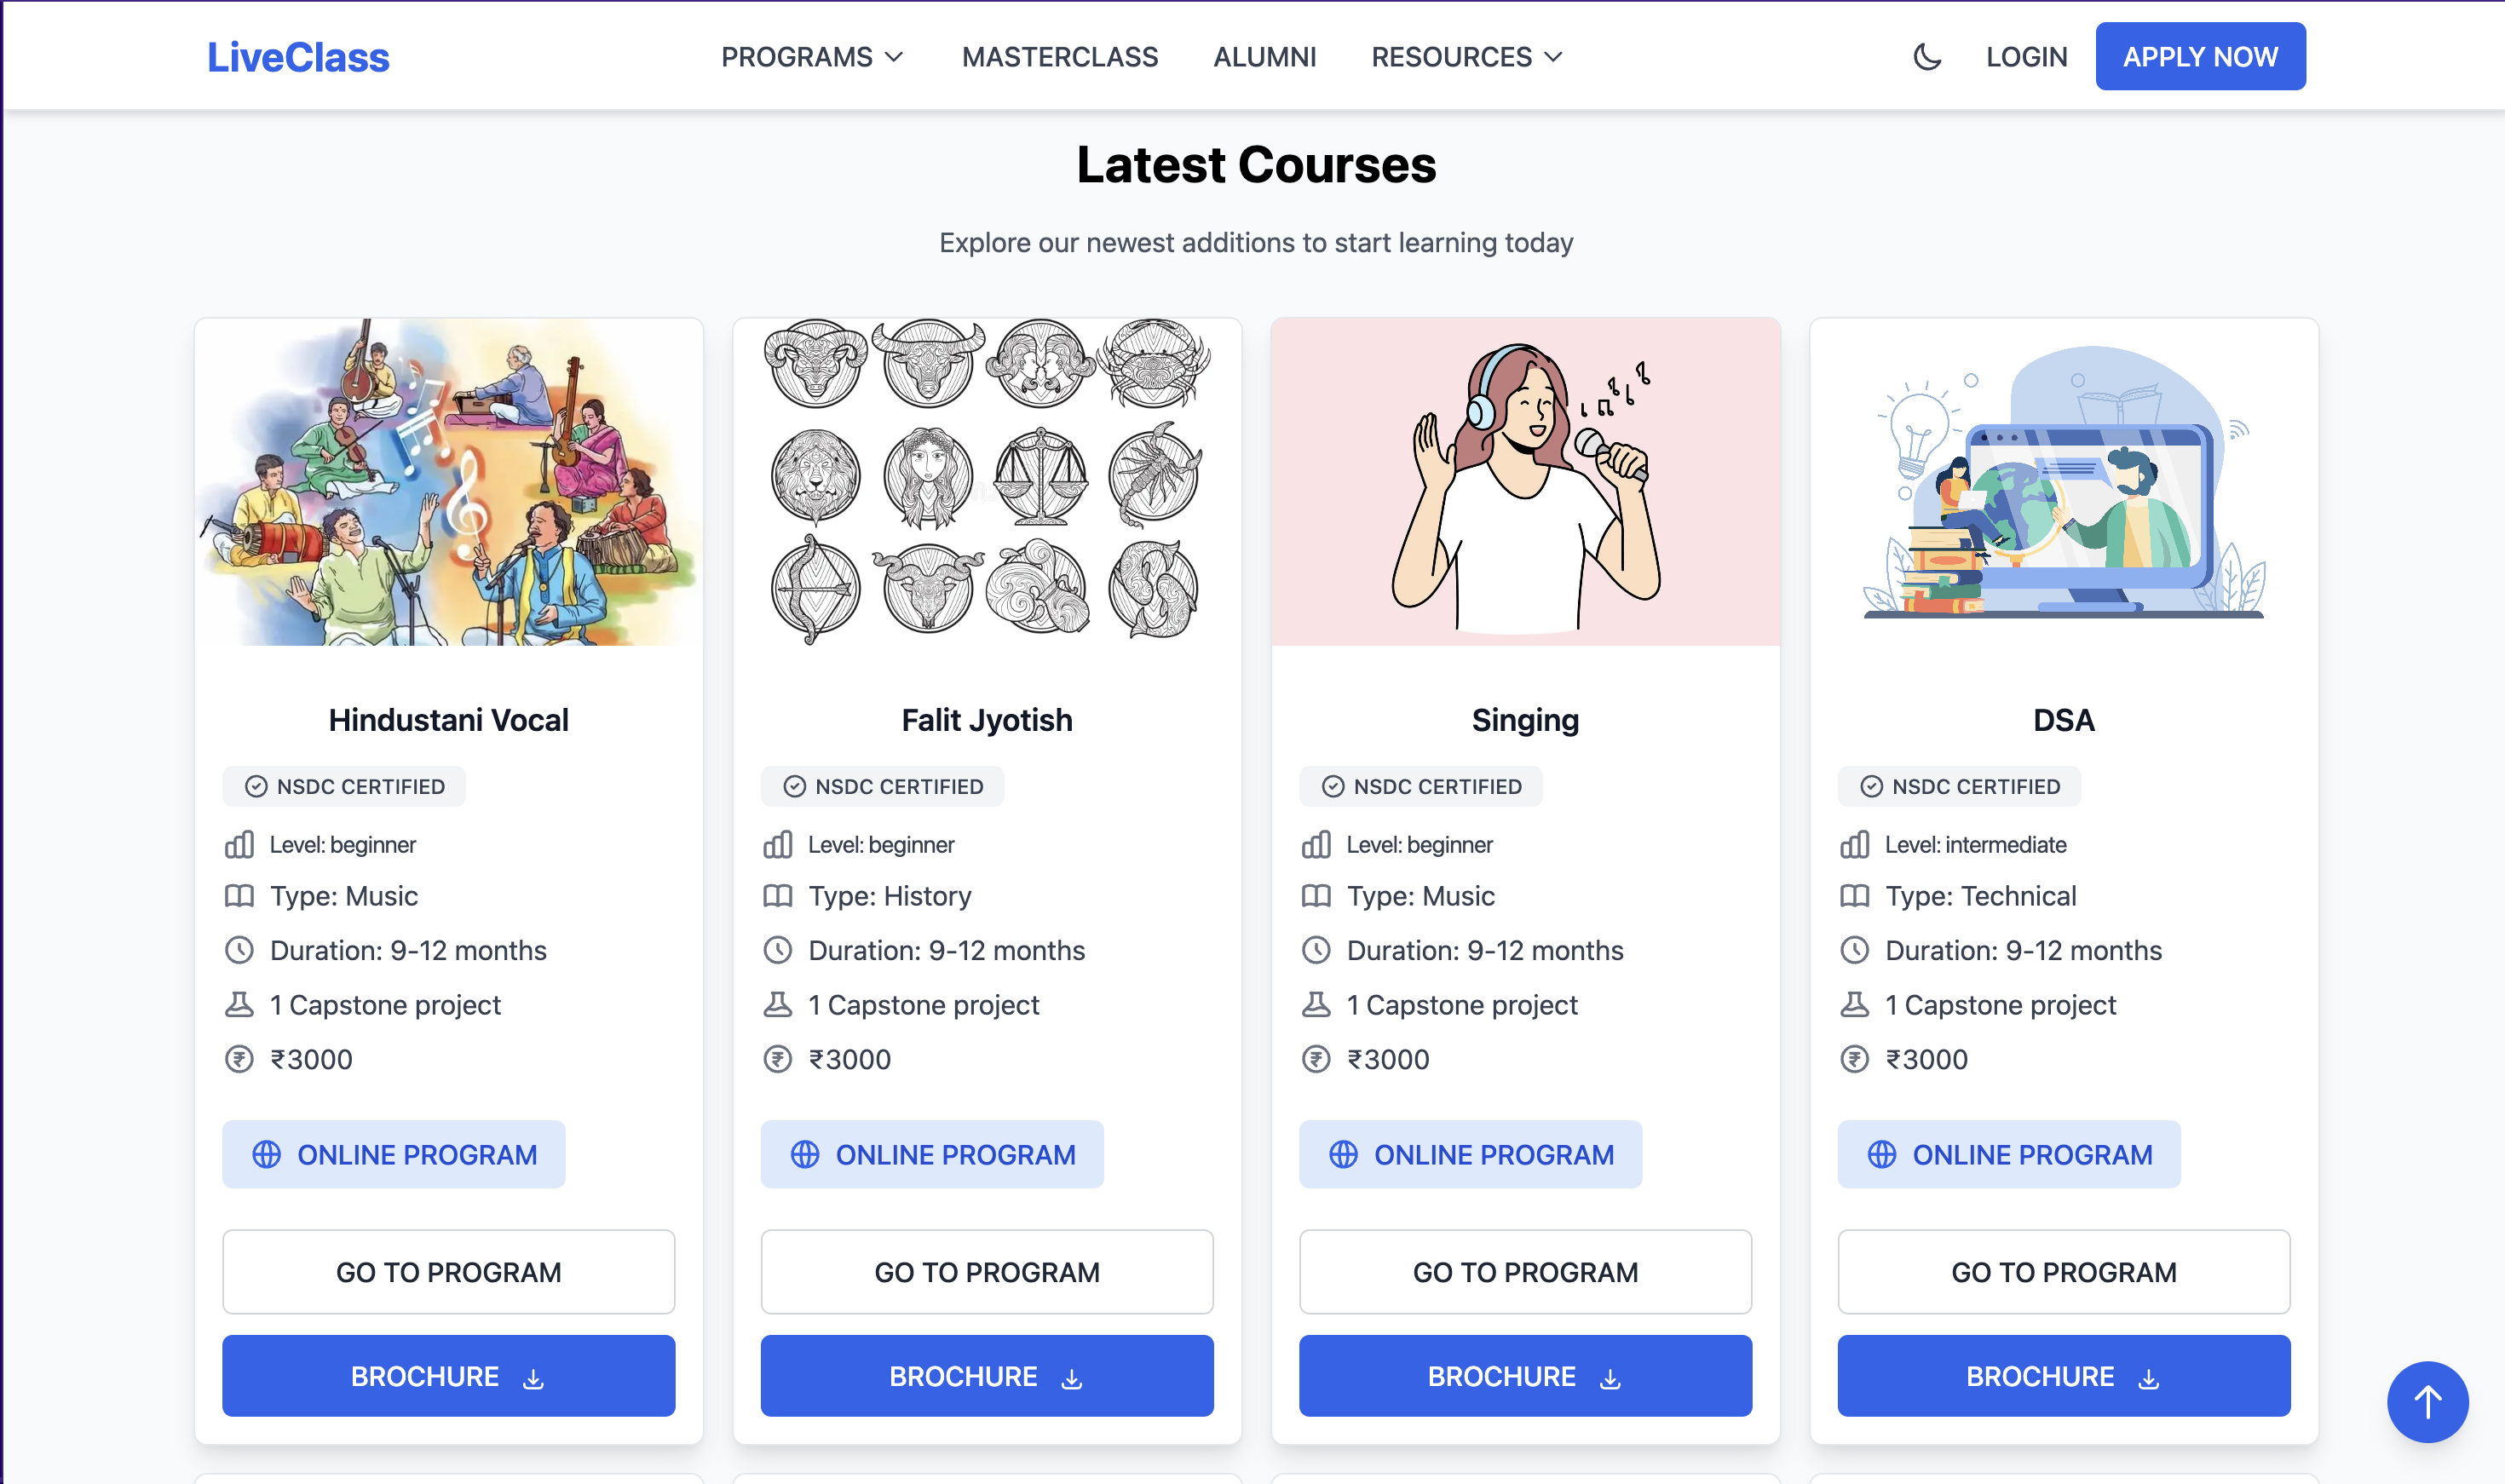 LiveClass
PROGRAMS
MASTERCLASS
ALUMNI
RESOURCES
LOGIN
APPLY NOW
Latest Courses
Explore our newest additions to start learning today
Hindustani Vocal
NSDC CERTIFIED
Level: beginner
Type: Music
Duration: 9-12 months
1 Capstone project
₹3000
ONLINE PROGRAM
GO TO PROGRAM
BROCHURE
Falit Jyotish
NSDC CERTIFIED
Level: beginner
Type: History
Duration: 9-12 months
1 Capstone project
₹3000
ONLINE PROGRAM
GO TO PROGRAM
BROCHURE
Singing
NSDC CERTIFIED
Level: beginner
Type: Music
Duration: 9-12 months
1 Capstone project
₹3000
ONLINE PROGRAM
GO TO PROGRAM
BROCHURE
DSA
NSDC CERTIFIED
Level: intermediate
Type: Technical
Duration: 9-12 months
1 Capstone project
₹3000
ONLINE PROGRAM
GO TO PROGRAM
BROCHURE